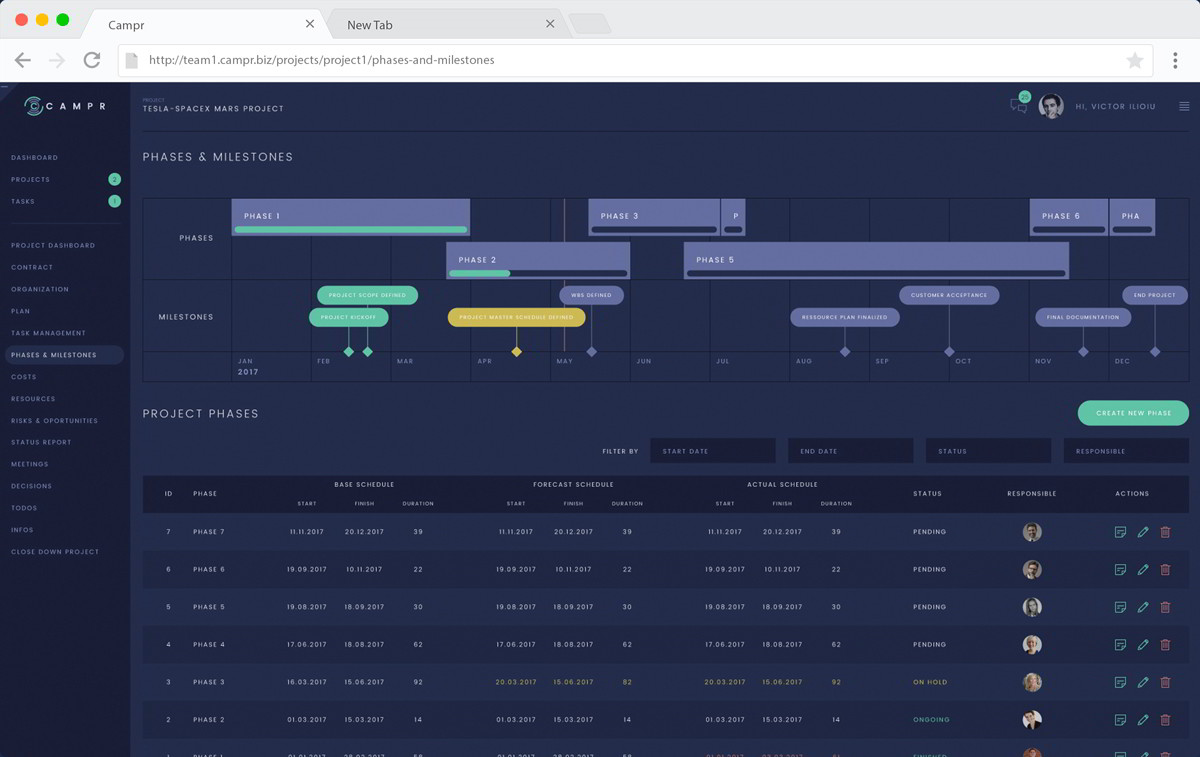 Campr
New Tab
http://team1.campr.biz/projects/project1/phases-and-milestones
CAMPR
PROJECT
TESLA-SPACEX MARS PROJECT
25
HI, VICTOR ILIOIU
DASHBOARD
PROJECTS 2
TASKS 1
PROJECT DASHBOARD
CONTRACT
ORGANIZATION
PLAN
TASK MANAGEMENT
PHASES & MILESTONES
COSTS
RESOURCES
RISKS & OPORTUNITIES
STATUS REPORT
MEETINGS
DECISIONS
TODOS
INFOS
CLOSE DOWN PROJECT
PHASES & MILESTONES
PHASES
PHASE 1
PHASE 3
P
PHASE 6
PHA
PHASE 2
PHASE 5
MILESTONES
PROJECT SCOPE DEFINED
WBS DEFINED
CUSTOMER ACCEPTANCE
END PROJECT
PROJECT KICKOFF
PROJECT MASTER SCHEDULE DEFINED
RESSOURCE PLAN FINALIZED
FINAL DOCUMENTATION
JAN FEB MAR APR MAY JUN JUL AUG SEP OCT NOV DEC
2017
PROJECT PHASES
CREATE NEW PHASE
FILTER BY START DATE END DATE STATUS RESPONSIBLE
BASE SCHEDULE FORECAST SCHEDULE ACTUAL SCHEDULE
ID PHASE STATUS RESPONSIBLE ACTIONS
START FINISH DURATION START FINISH DURATION START FINISH DURATION
7 PHASE 7 11.11.2017 20.12.2017 39 11.11.2017 20.12.2017 39 11.11.2017 20.12.2017 39 PENDING
6 PHASE 6 19.09.2017 10.11.2017 22 19.09.2017 10.11.2017 22 19.09.2017 10.11.2017 22 PENDING
5 PHASE 5 19.08.2017 18.09.2017 30 19.08.2017 18.09.2017 30 19.08.2017 18.09.2017 30 PENDING
4 PHASE 4 17.06.2017 18.08.2017 62 17.06.2017 18.08.2017 62 17.06.2017 18.08.2017 62 PENDING
3 PHASE 3 16.03.2017 15.06.2017 92 20.03.2017 15.06.2017 82 20.03.2017 15.06.2017 92 ON HOLD
2 PHASE 2 01.03.2017 15.03.2017 14 01.03.2017 15.03.2017 14 01.03.2017 15.03.2017 14 ONGOING